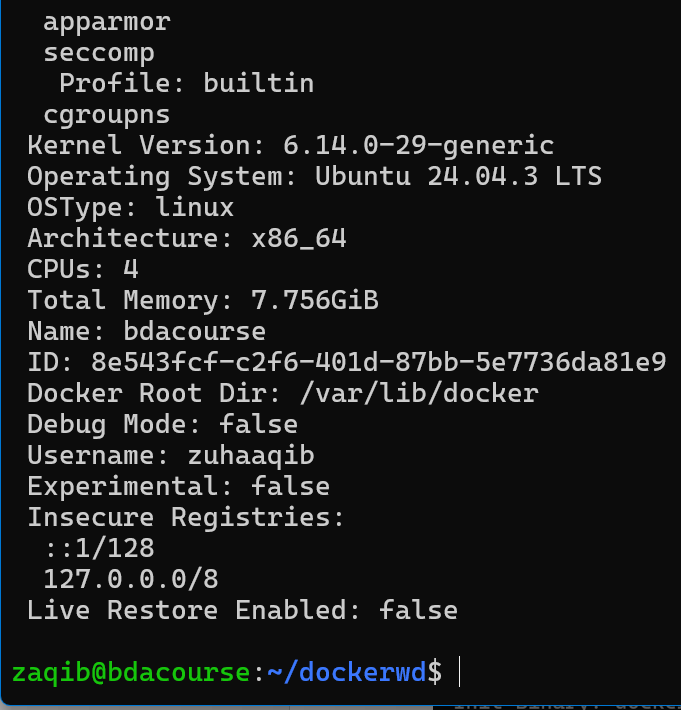 apparmor
seccomp
Profile: builtin
cgroupns
Kernel Version: 6.14.0-29-generic
Operating System: Ubuntu 24.04.3 LTS
OSType: linux
Architecture: x86_64
CPUs: 4
Total Memory: 7.756GiB
Name: bdacourse
ID: 8e543fcf-c2f6-401d-87bb-5e7736da81e9
Docker Root Dir: /var/lib/docker
Debug Mode: false
Username: zuhaaqib
Experimental: false
Insecure Registries:
::1/128
127.0.0.0/8
Live Restore Enabled: false
zaqib@bdacourse:~/dockerwd$